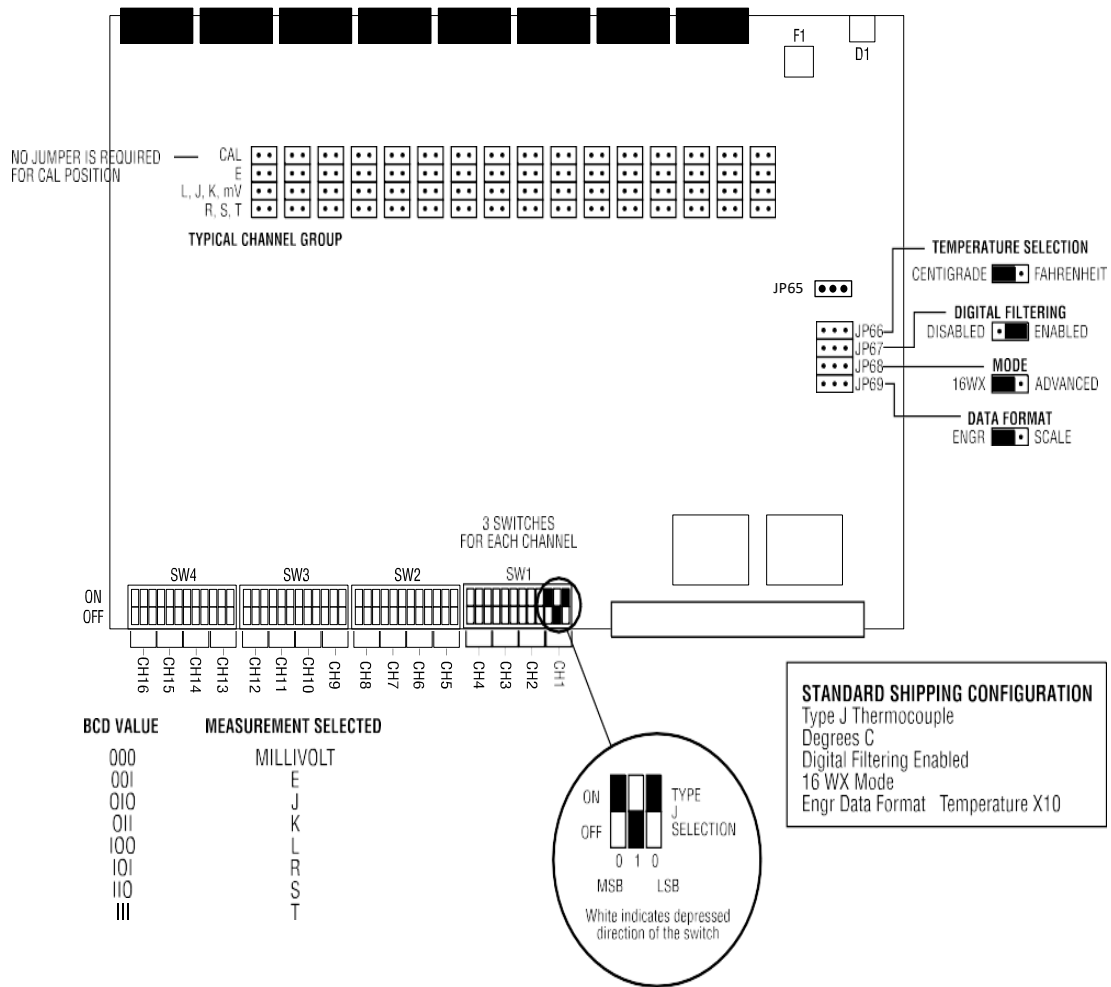 F1
D1
NO JUMPER IS REQUIRED
FOR CAL POSITION
CAL
E
L, J, K, mV
R, S, T
TYPICAL CHANNEL GROUP
TEMPERATURE SELECTION
CENTIGRADE FAHRENHEIT
JP65
DIGITAL FILTERING
DISABLED ENABLED
JP66
JP67
JP68
JP69
MODE
16WX ADVANCED
DATA FORMAT
ENGR SCALE
3 SWITCHES
FOR EACH CHANNEL
SW4 SW3 SW2 SW1
ON
OFF
CH16 CH15 CH14 CH13 CH12 CH11 CH10 CH9 CH8 CH7 CH6 CH5 CH4 CH3 CH2 CH1
BCD VALUE MEASUREMENT SELECTED
000 MILLIVOLT
001 E
010 J
011 K
100 L
101 R
110 S
111 T
ON
OFF
TYPE
J
SELECTION
0 1 0
MSB LSB
White indicates depressed
direction of the switch
STANDARD SHIPPING CONFIGURATION
Type J Thermocouple
Degrees C
Digital Filtering Enabled
16 WX Mode
Engr Data Format Temperature X10